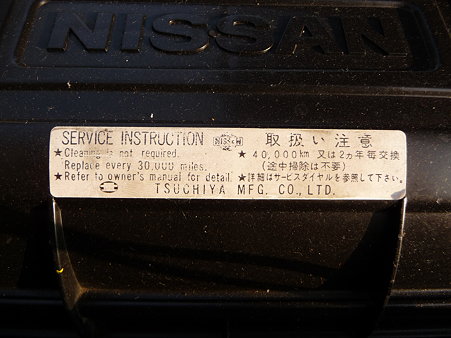 NISSAN
SERVICE INSTRUCTION NISSAN 取扱い注意
★Cleaning is not required. ★40,000km 又は2ヵ年毎交換
Replace every 30,000 miles. (途中掃除は不要)
★Refer to owner's manual for detail. ★詳細はサービスダイヤルを参照して下さい。
TSUCHIYA MFG. CO., LTD.